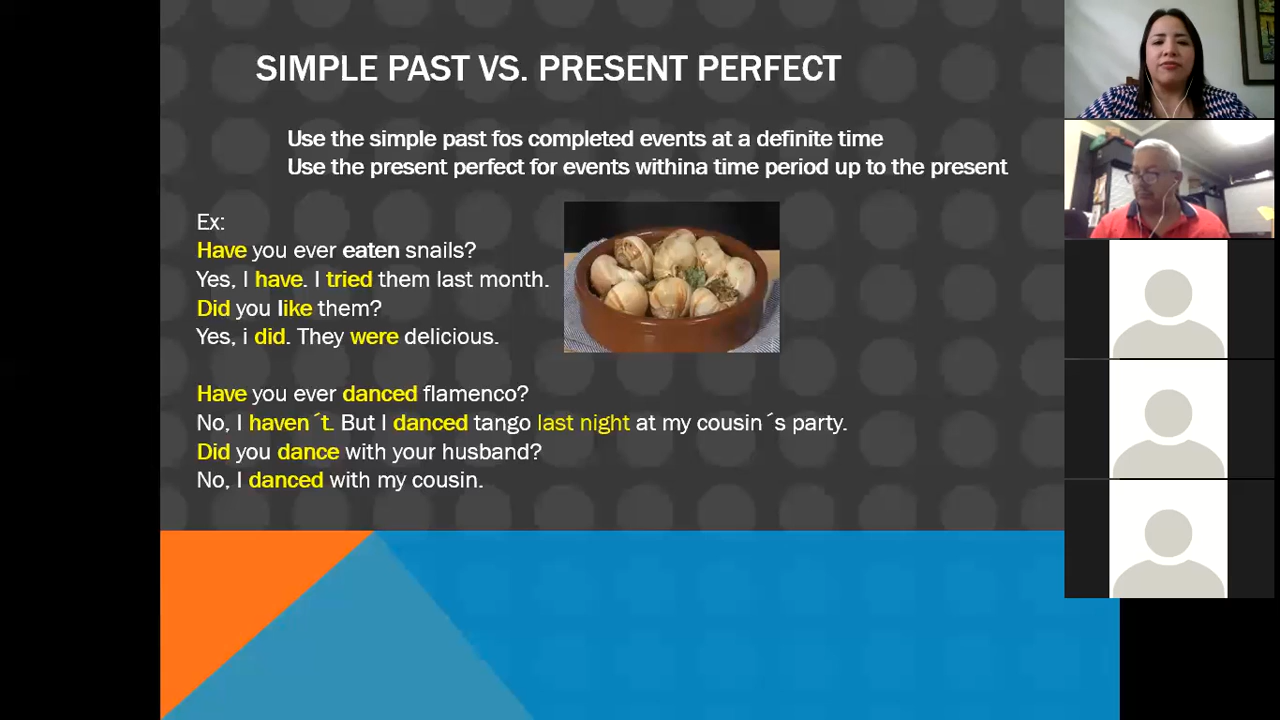 SIMPLE PAST VS. PRESENT PERFECT
Use the simple past fos completed events at a definite time
Use the present perfect for events withina time period up to the present
Ex:
Have you ever eaten snails?
Yes, I have. I tried them last month.
Did you like them?
Yes, i did. They were delicious.
Have you ever danced flamenco?
No, I haven´t. But I danced tango last night at my cousin´s party.
Did you dance with your husband?
No, I danced with my cousin.